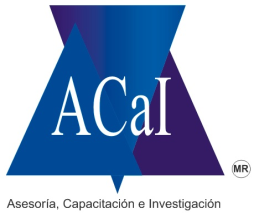 ACaI
MR
Asesoría, Capacitación e Investigación